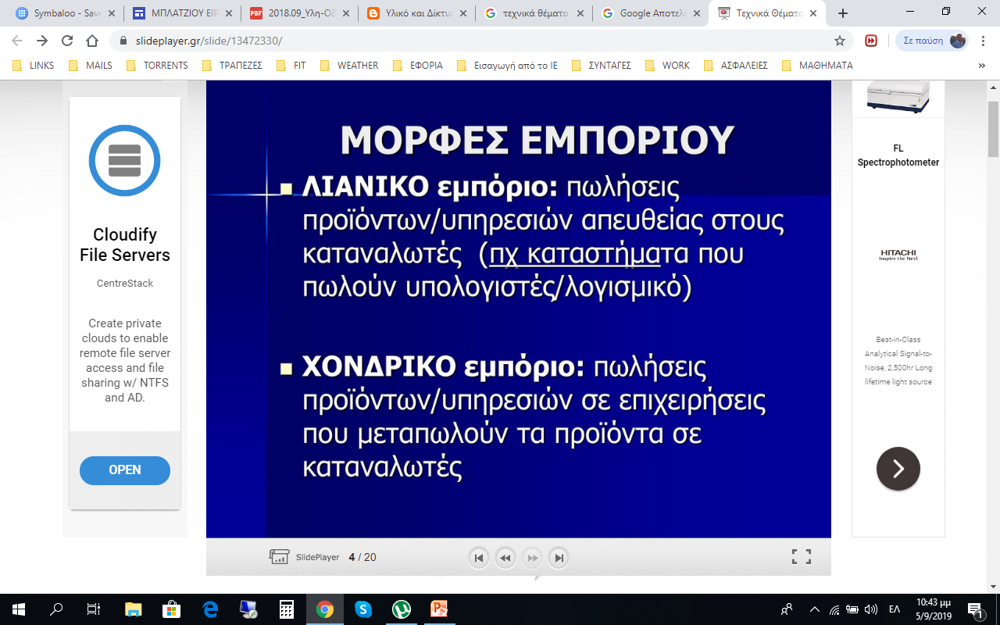 Symbaloo - Save
ΜΠΛΑΤΖΙΟΥ ΕΙΡ
2018.09_Υλη-Οδ
Υλικό και Δίκτυα
τεχνικά θέματα
Google Αποτελέ
Τεχνικά Θέματα
slideplayer.gr/slide/13472330/
Σε παύση
LINKS
MAILS
TORRENTS
ΤΡΑΠΕΖΕΣ
FIT
WEATHER
ΕΦΟΡΙΑ
Εισαγωγή από το ΙΕ
ΣΥΝΤΑΓΕΣ
WORK
ΑΣΦΑΛΕΙΕΣ
ΜΑΘΗΜΑΤΑ
»
Cloudify
File Servers
CentreStack
Create private
clouds to enable
remote file server
access and file
sharing w/ NTFS
and AD.
OPEN
ΜΟΡΦΕΣ ΕΜΠΟΡΙΟΥ
ΛΙΑΝΙΚΟ εμπόριο: πωλήσεις
προϊόντων/υπηρεσιών απευθείας στους
καταναλωτές (πχ καταστήματα που
πωλούν υπολογιστές/λογισμικό)
ΧΟΝΔΡΙΚΟ εμπόριο: πωλήσεις
προϊόντων/υπηρεσιών σε επιχειρήσεις
που μεταπωλούν τα προϊόντα σε
καταναλωτές
SlidePlayer 4 / 20
FL
Spectrophotometer
HITACHI
Inspire the Next
Best-in-Class
Analytical Signal-to-
Noise, 2,500hr Long
lifetime light source
ΕΛ
10:43 μμ
5/9/2019
1